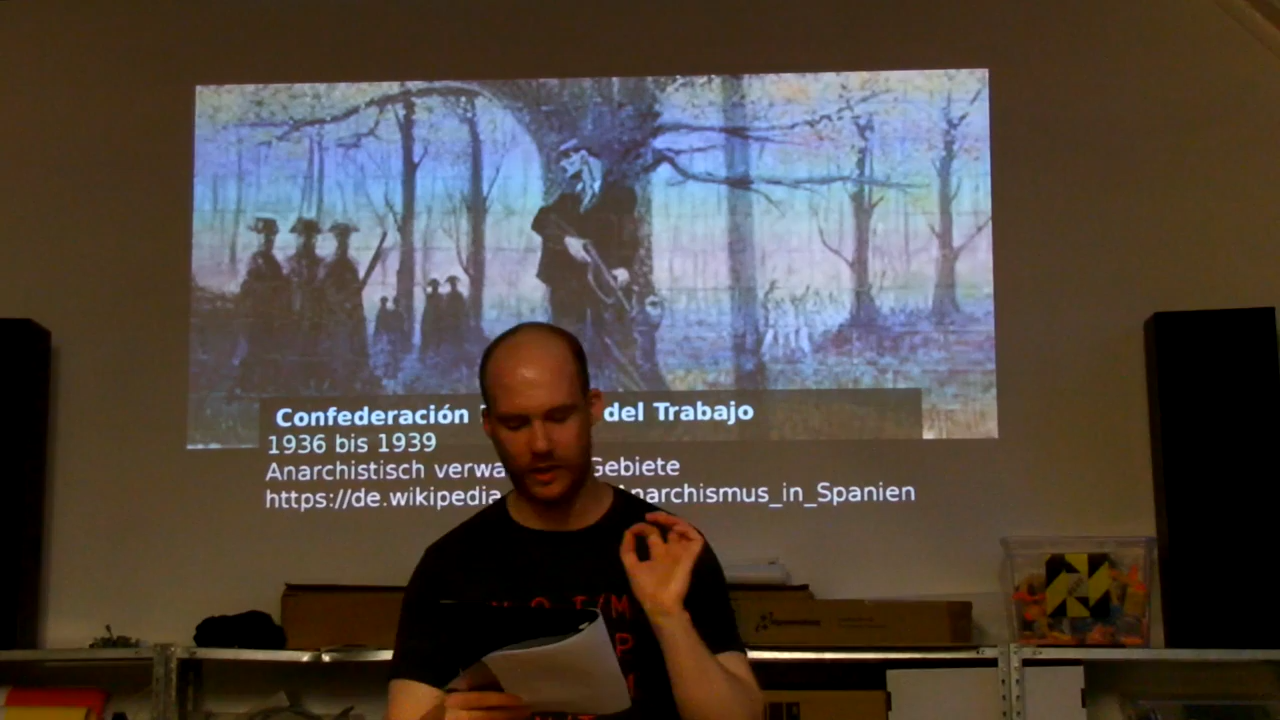 Confederación del Trabajo
1936 bis 1939
Anarchistisch verwa Gebiete
https://de.wikipedia. Anarchismus_in_Spanien